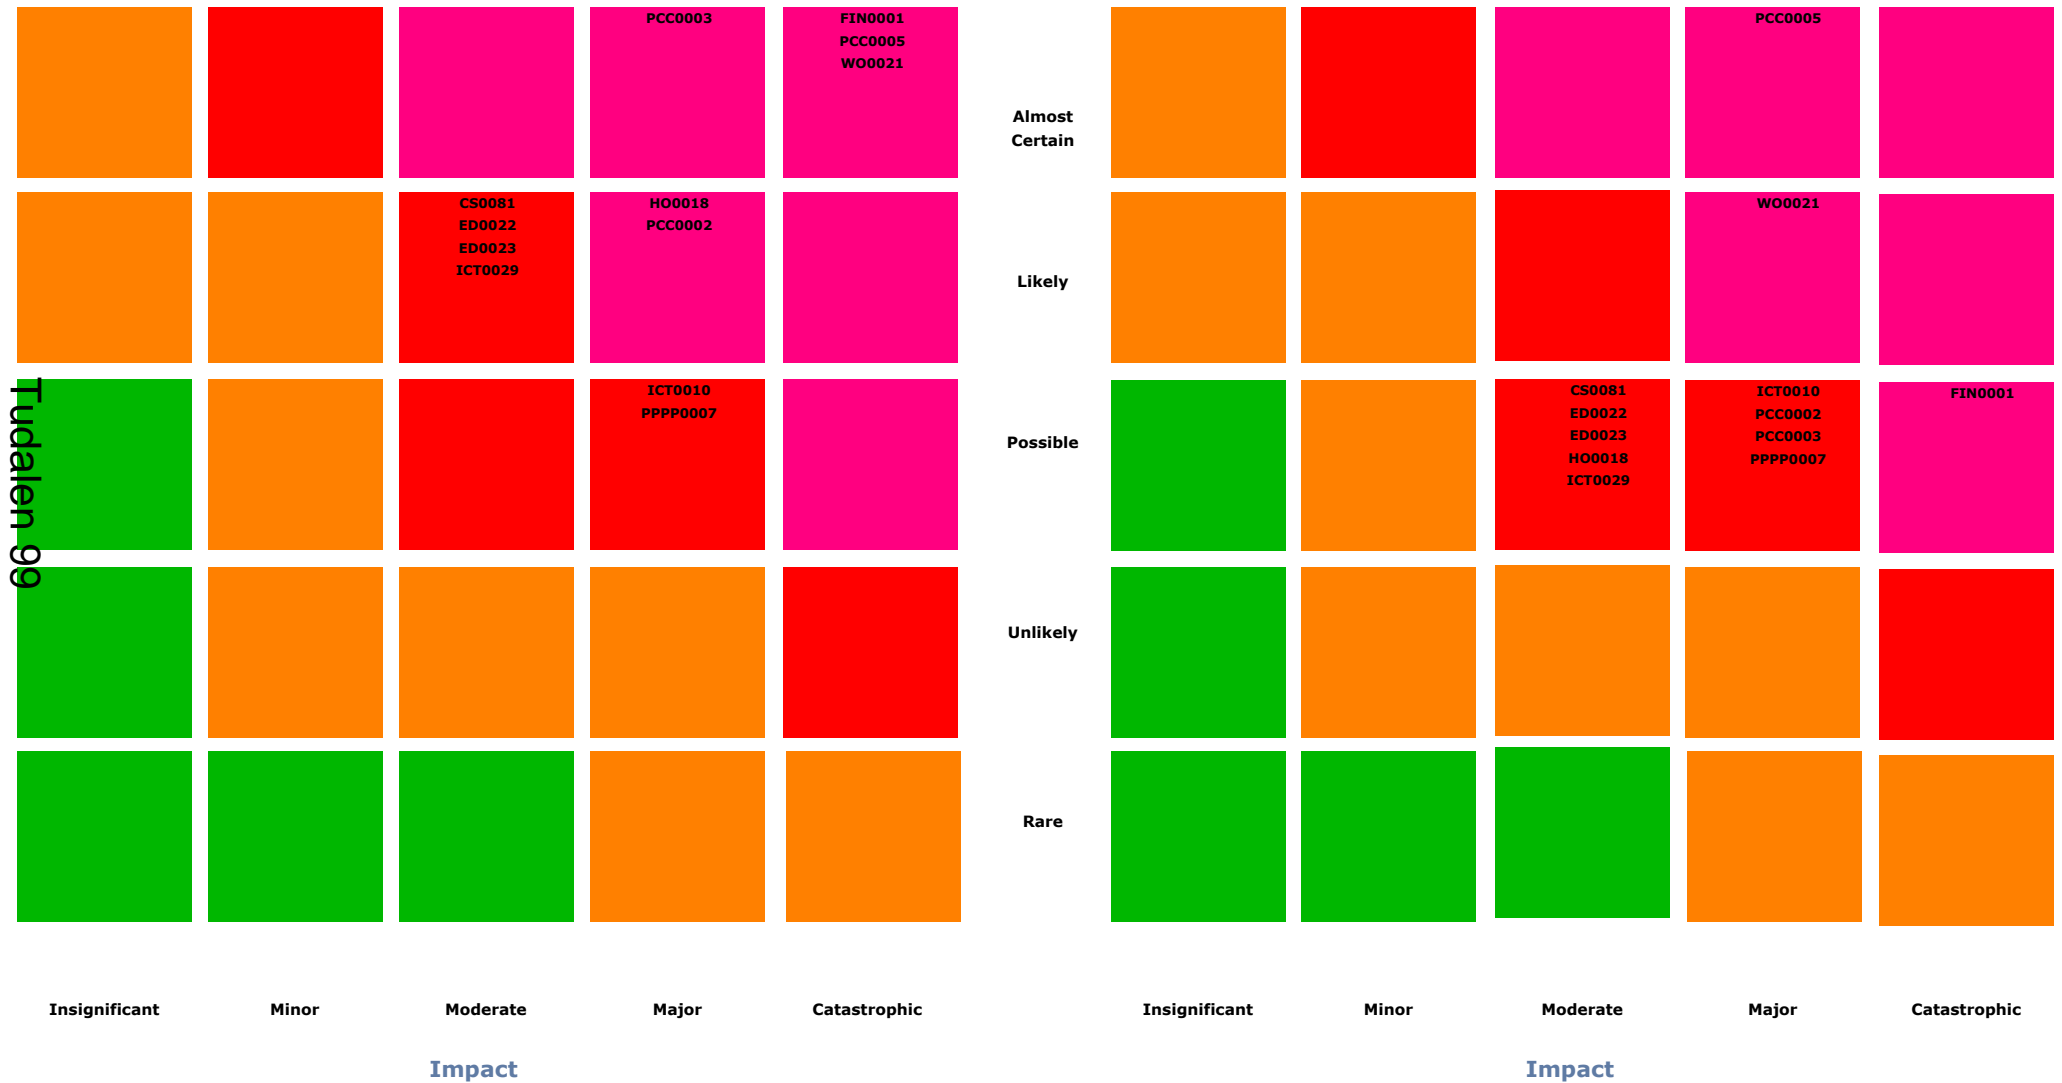 PCC0003
FIN0001
PCC0005
WO0021
CS0081
ED0022
ED0023
ICT0029
HO0018
PCC0002
ICT0010
PPPP0007
Tudalen 99
Insignificant
Minor
Moderate
Major
Catastrophic
Impact
Almost
Certain
Likely
Possible
Unlikely
Rare
PCC0005
WO0021
CS0081
ED0022
ED0023
HO0018
ICT0029
ICT0010
PCC0002
PCC0003
PPPP0007
FIN0001
Insignificant
Minor
Moderate
Major
Catastrophic
Impact